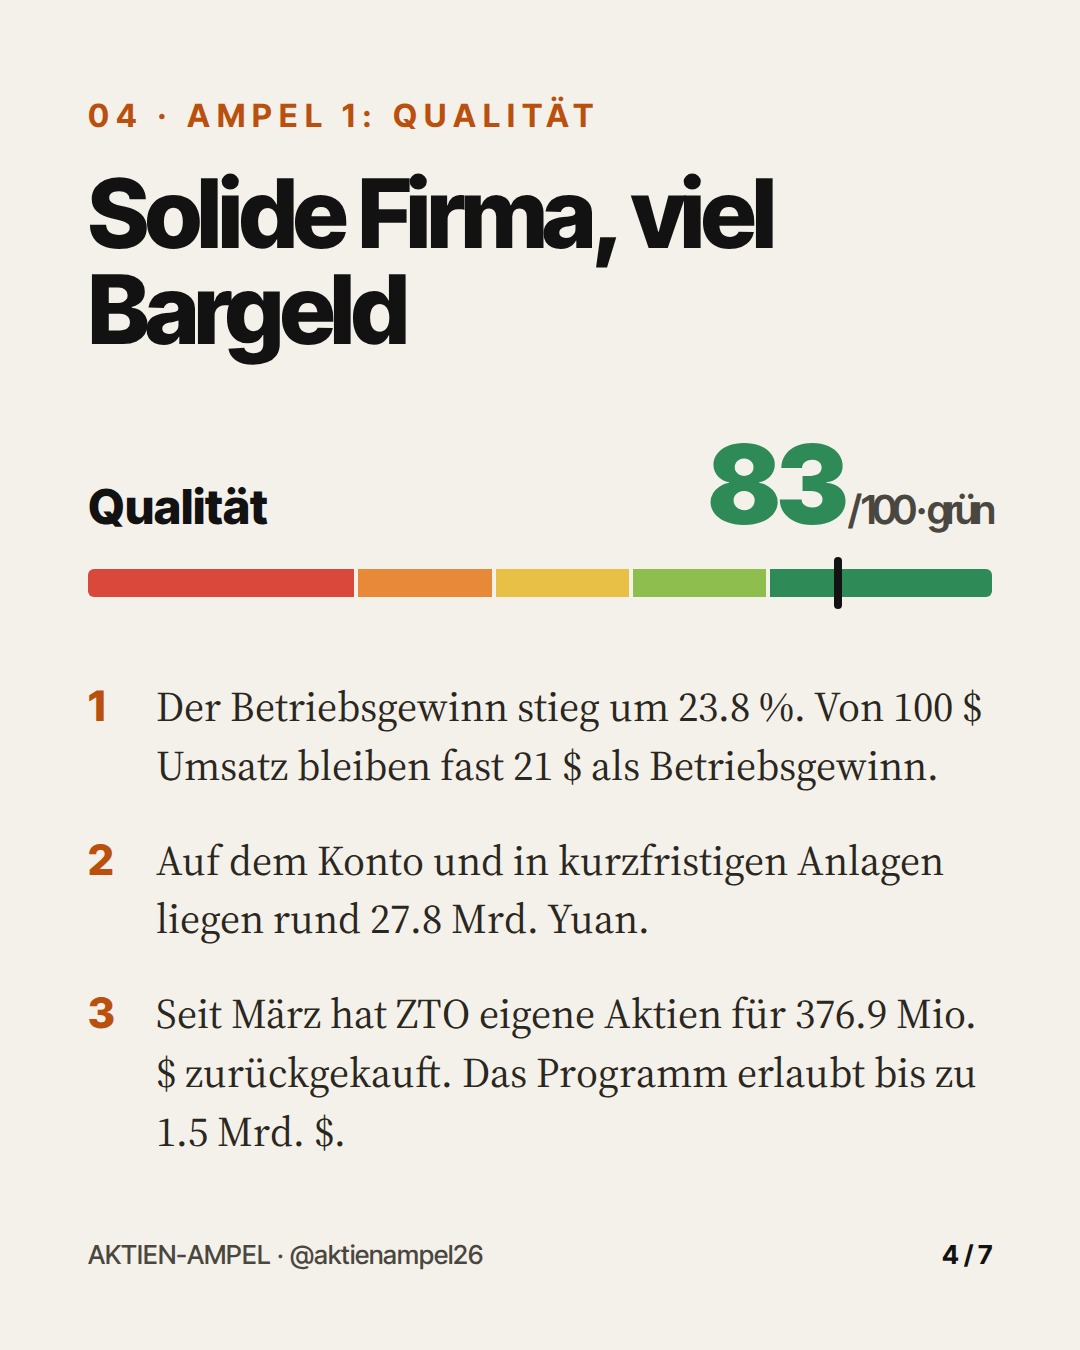 04 · AMPEL 1: QUALITÄT
Solide Firma, viel
Bargeld
Qualität
83/100·grün
1 Der Betriebsgewinn stieg um 23.8 %. Von 100 $
Umsatz bleiben fast 21 $ als Betriebsgewinn.
2 Auf dem Konto und in kurzfristigen Anlagen
liegen rund 27.8 Mrd. Yuan.
3 Seit März hat ZTO eigene Aktien für 376.9 Mio.
$ zurückgekauft. Das Programm erlaubt bis zu
1.5 Mrd. $.
AKTIEN-AMPEL · @aktienampel26
4/7